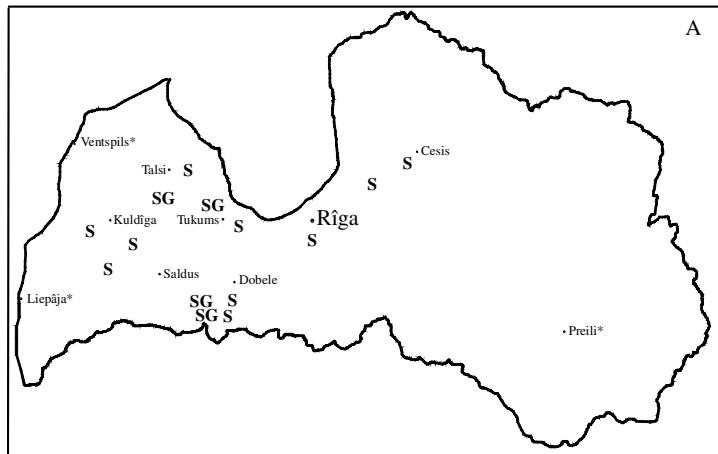 A
Ventspils*
Cesis
Talsi
S
S
S
SG
SG
Kuldîga
Tukums
Rîga
S
S
S
S
S
Saldus
Dobele
Liepâja*
SG
S
SG
S
Preili*